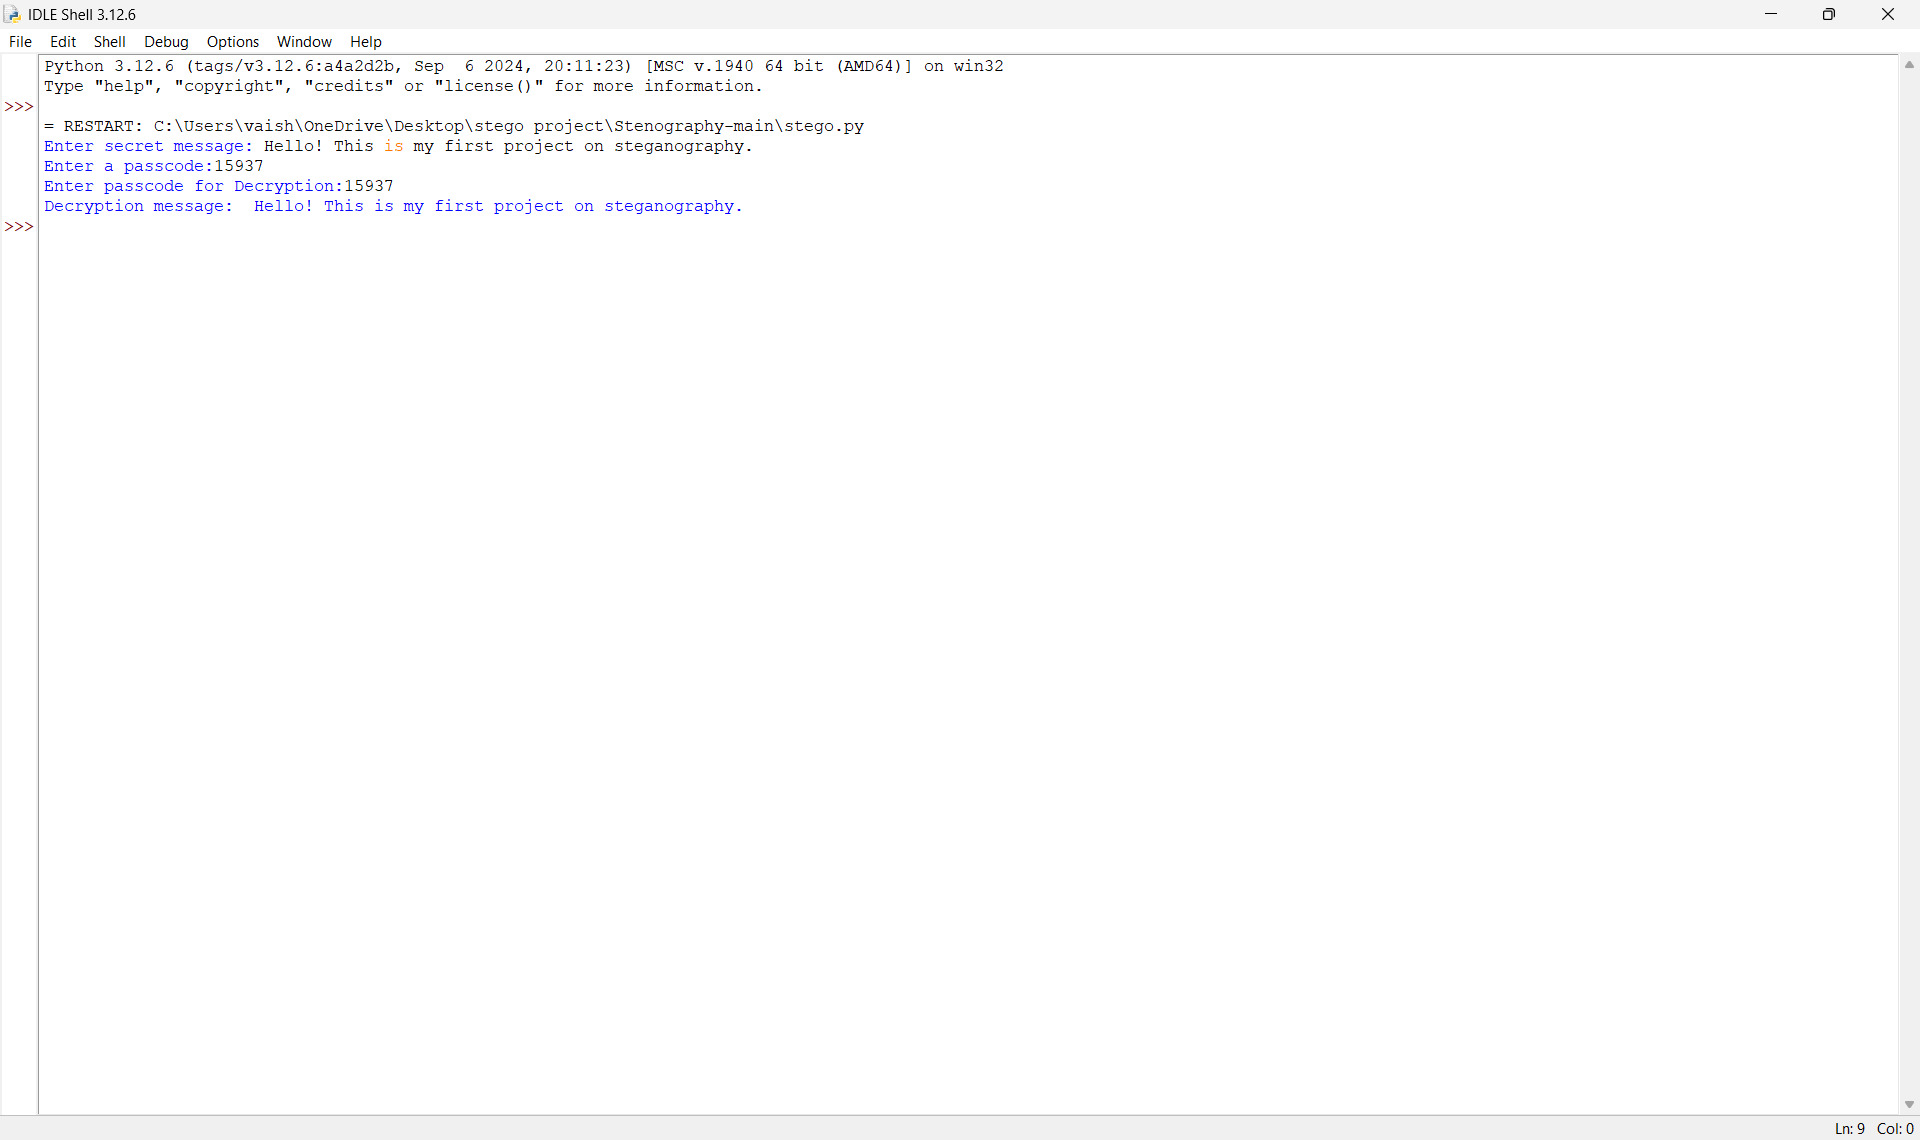 IDLE Shell 3.12.6
File Edit Shell Debug Options Window Help
Python 3.12.6 (tags/v3.12.6:a4a2d2b, Sep  6 2024, 20:11:23) [MSC v.1940 64 bit (AMD64)] on win32
Type "help", "copyright", "credits" or "license()" for more information.
>>>
= RESTART: C:\Users\vaish\OneDrive\Desktop\stego project\Stenography-main\stego.py
Enter secret message: Hello! This is my first project on steganography.
Enter a passcode:15937
Enter passcode for Decryption:15937
Decryption message:  Hello! This is my first project on steganography.
>>>
Ln: 9 Col: 0